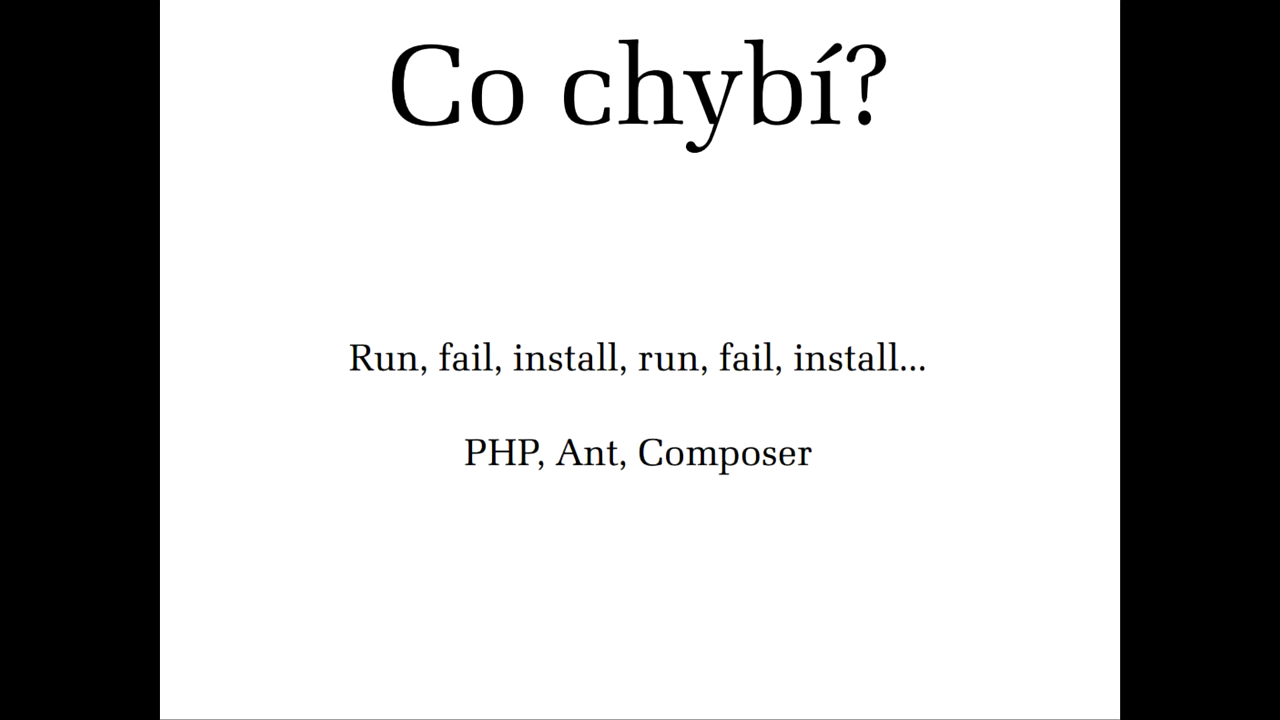 Co chybí?
Run, fail, install, run, fail, install...
PHP, Ant, Composer